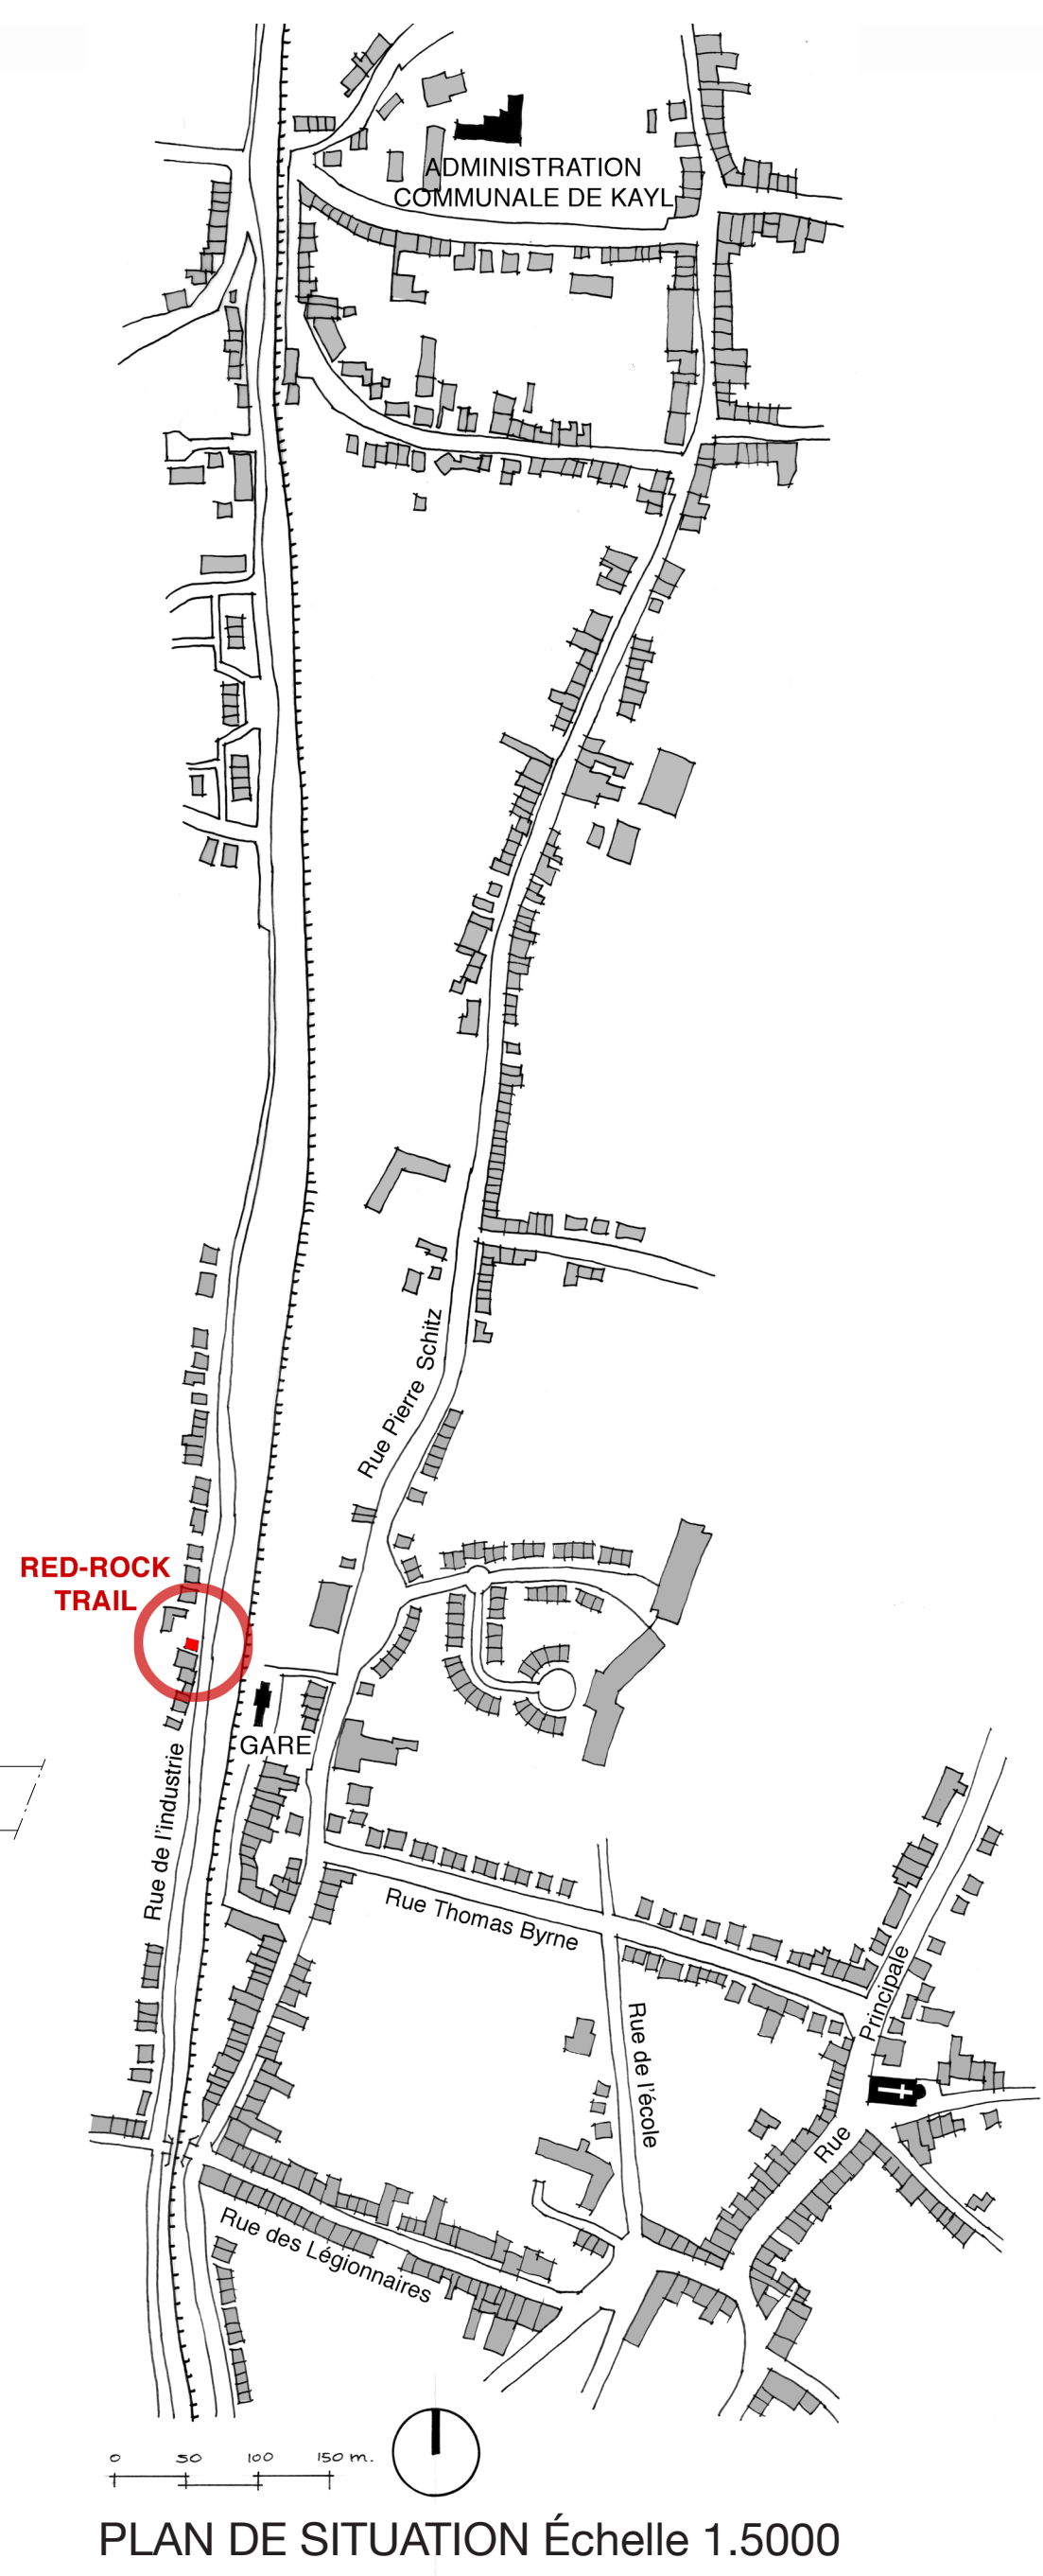 ADMINISTRATION
COMMUNALE DE KAYL
Rue Pierre Schitz
RED-ROCK
TRAIL
GARE
Rue de l'industrie
Rue Thomas Byrne
Rue de l'école
Rue Principale
Rue des Légionnaires
0 50 100 150 m.
PLAN DE SITUATION Échelle 1.5000